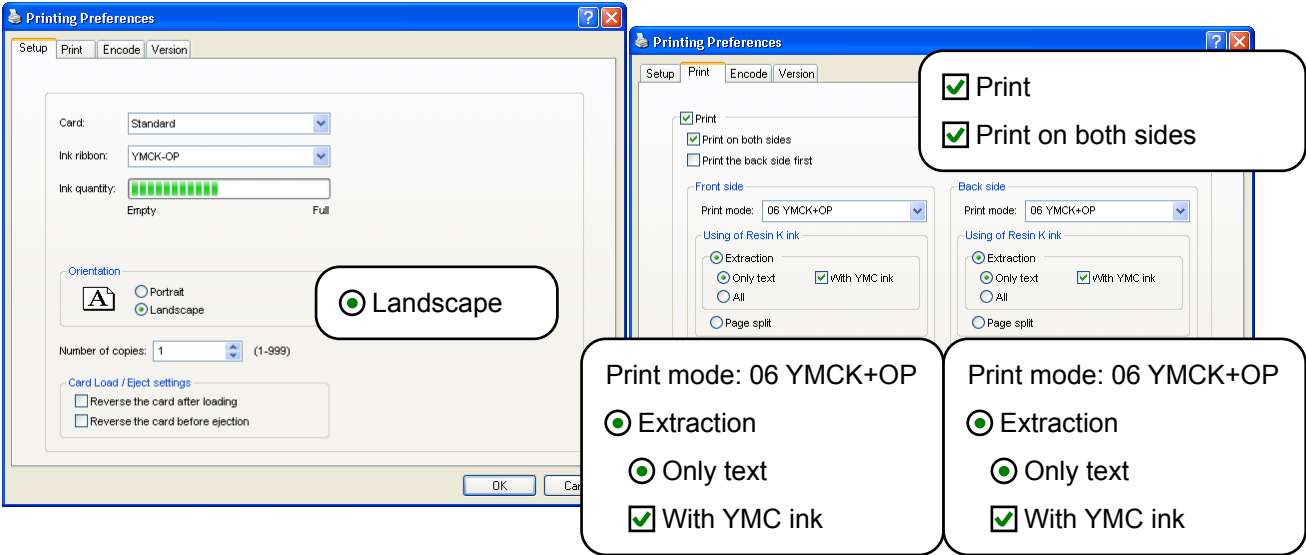 Printing Preferences
Setup Print Encode Version
Card: Standard
Ink ribbon: YMCK-OP
Ink quantity:
Empty Full
Orientation
A
Portrait
Landscape
Number of copies: 1 (1-999)
Card Load / Eject settings
Reverse the card after loading
Reverse the card before ejection
OK
Landscape
Printing Preferences
Setup Print Encode Version
Print
Print on both sides
Print the back side first
Front side
Print mode: 06 YMCK+OP
Using of Resin K ink
Extraction
Only text With YMC ink
All
Page split
Back side
Print mode: 06 YMCK+OP
Using of Resin K ink
Extraction
Only text With YMC ink
All
Page split
Print
Print on both sides
Print mode: 06 YMCK+OP
Extraction
Only text
With YMC ink
Print mode: 06 YMCK+OP
Extraction
Only text
With YMC ink